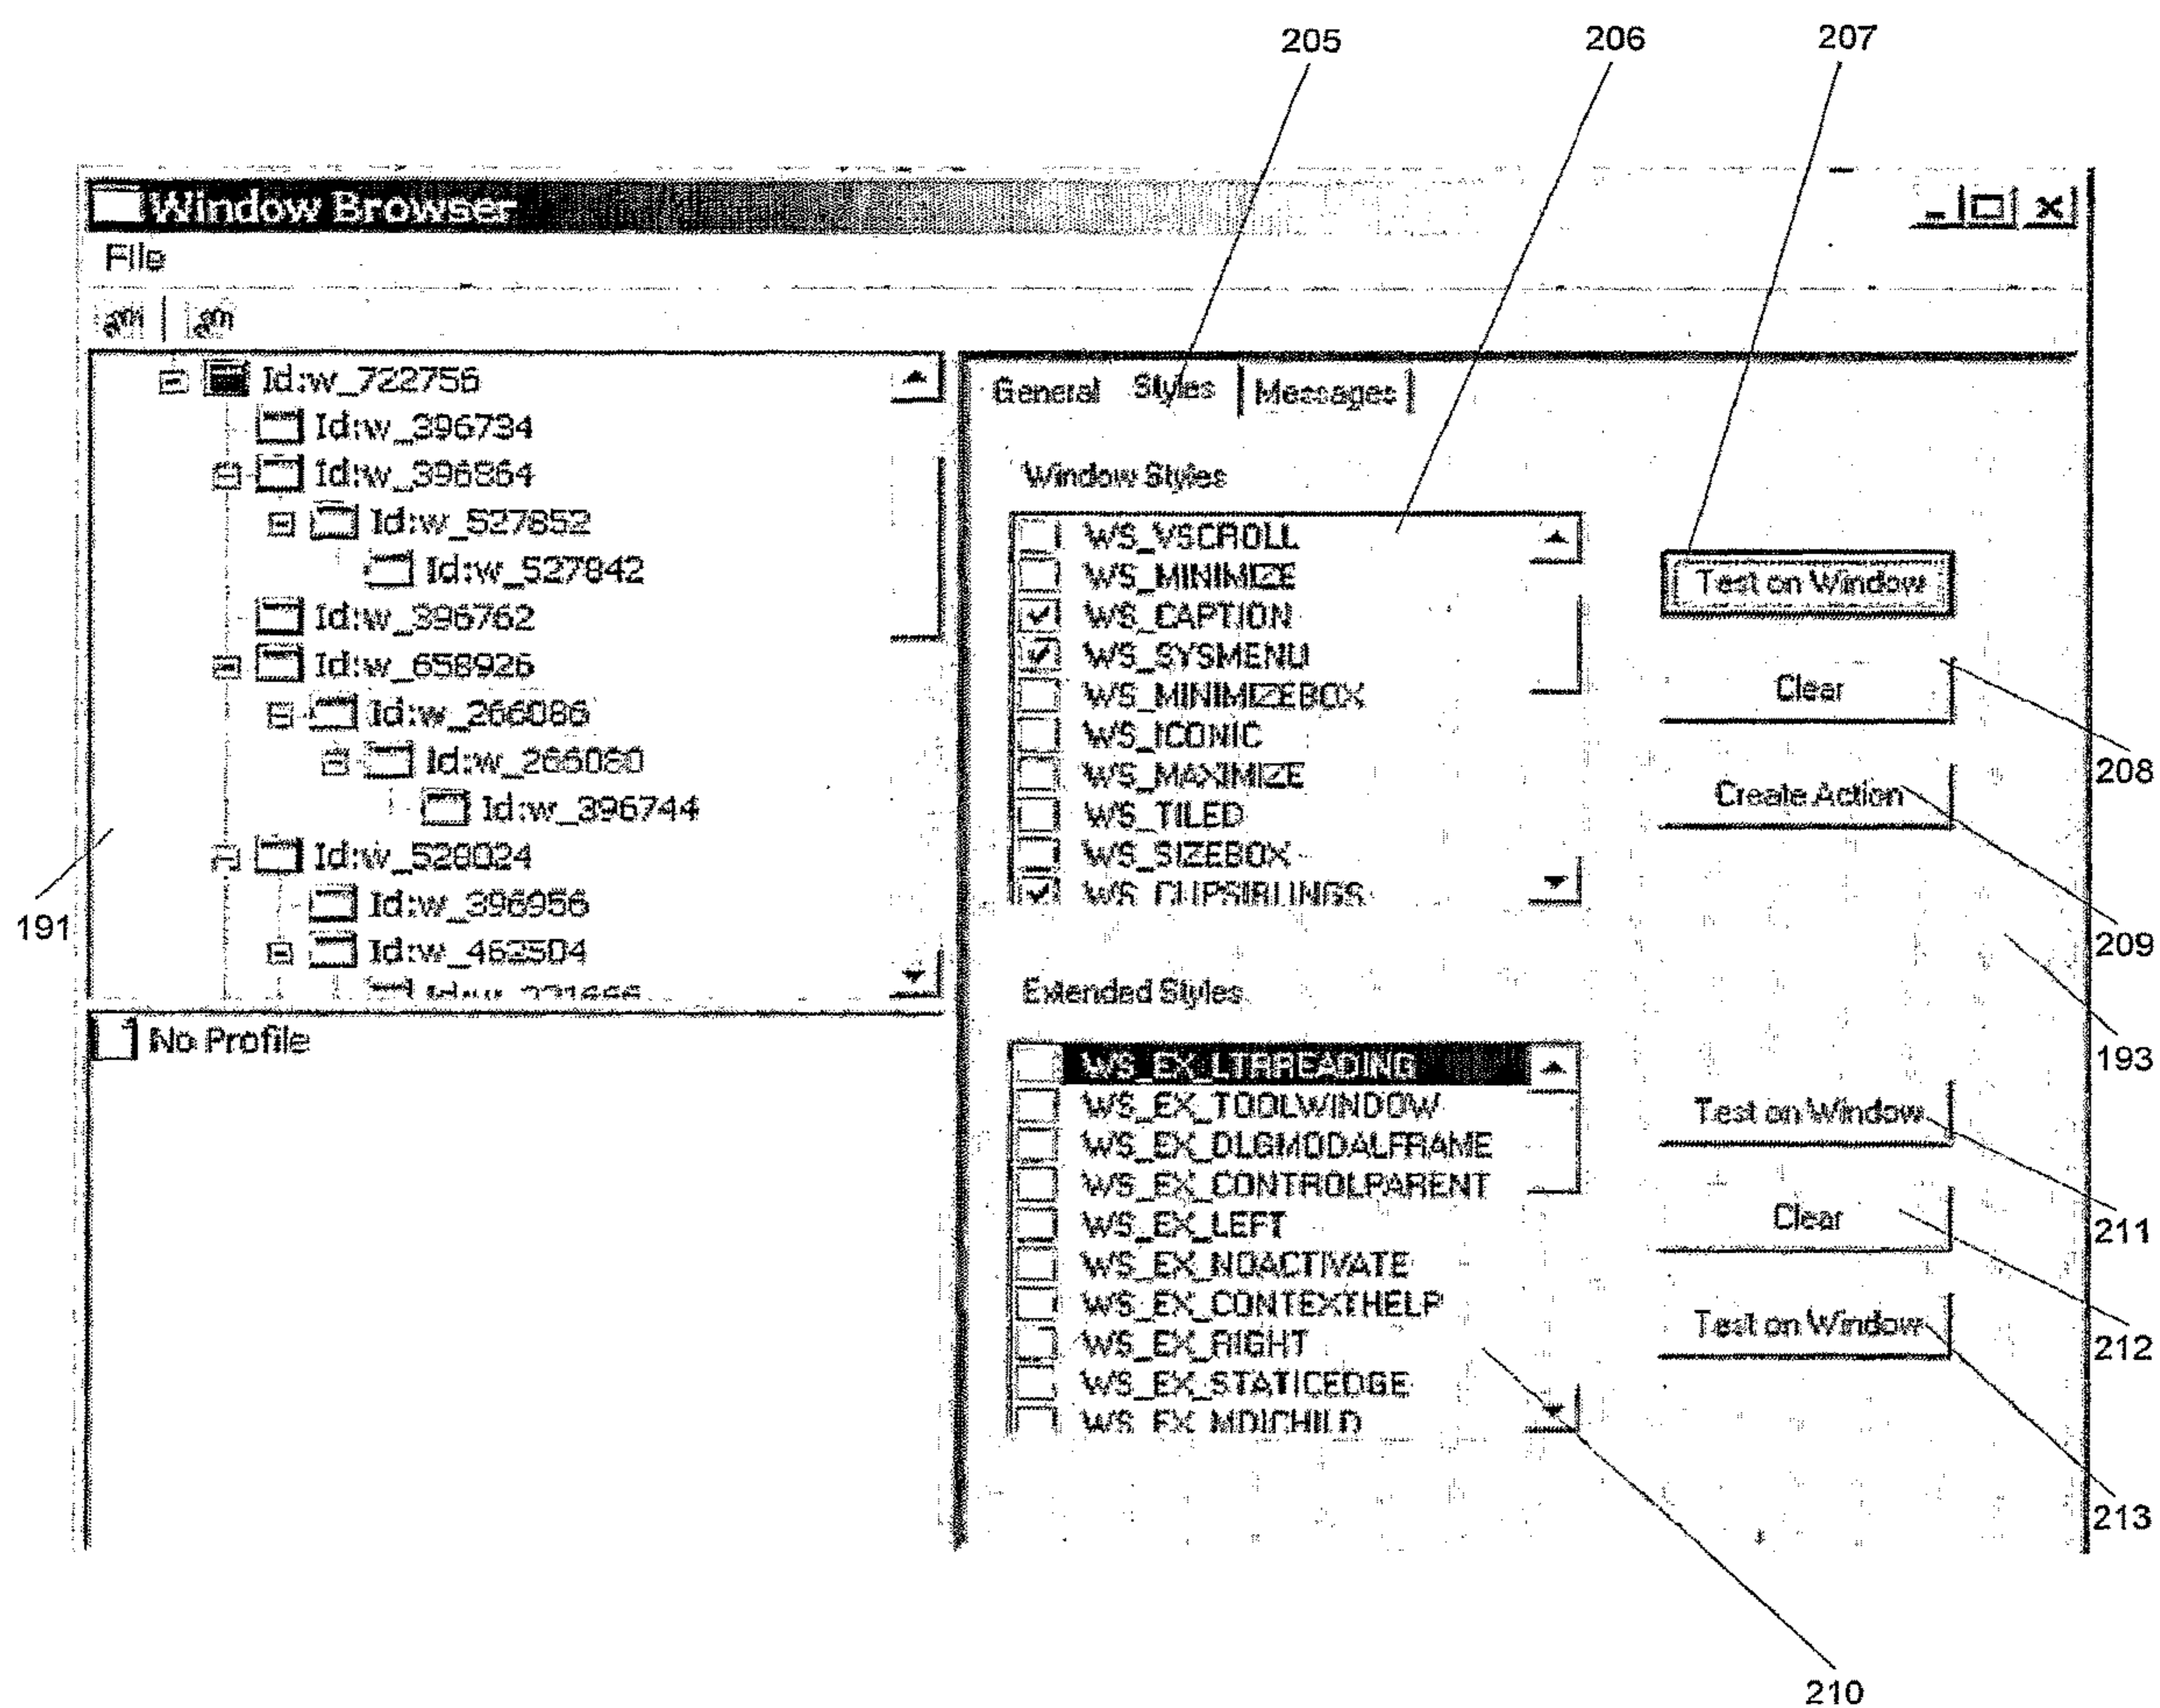 205 206 207
Window Browser
File
Id:w_722756
Id:w_396734
Id:w_396864
Id:w_527852
Id:w_527842
Id:w_396762
Id:w_658926
Id:w_266086
Id:w_266080
Id:w_396744
Id:w_528024
Id:w_396956
Id:w_462504
191
No Profile
General Styles Messages
Window Styles
WS_VSCROLL
WS_MINIMIZE
WS_CAPTION
WS_SYSMENU
WS_MINIMIZEBOX
WS_ICONIC
WS_MAXIMIZE
WS_TILED
WS_SIZEBOX
WS_CLIPSIBLINGS
Test on Window
Clear
Create Action
208
209
193
Extended Styles
WS_EX_LTRREADING
WS_EX_TOOLWINDOW
WS_EX_DLGMODALFRAME
WS_EX_CONTROLPARENT
WS_EX_LEFT
WS_EX_NOACTIVATE
WS_EX_CONTEXTHELP
WS_EX_RIGHT
WS_EX_STATICEDGE
WS_EX_MDICHILD
Test on Window
Clear
Test on Window
211
212
213
210